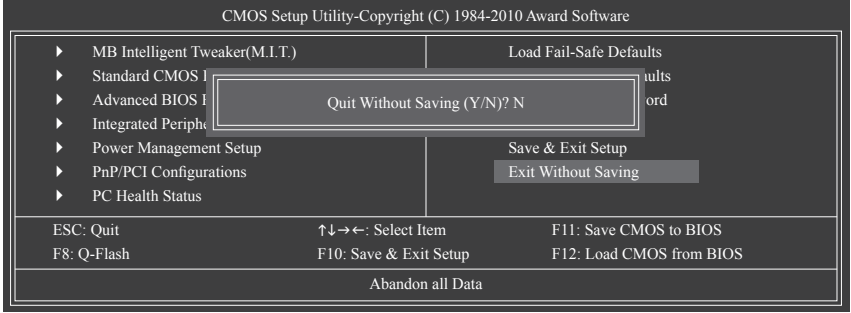 CMOS Setup Utility-Copyright (C) 1984-2010 Award Software
MB Intelligent Tweaker(M.I.T.)
Standard CMOS
Advanced BIOS
Integrated
Power Management Setup
PnP/PCI Configurations
PC Health Status
Load Fail-Safe Defaults
Save & Exit Setup
Exit Without Saving
Quit Without Saving (Y/N)? N
ESC: Quit
↑↓→←: Select Item
F11: Save CMOS to BIOS
F8: Q-Flash
F10: Save & Exit Setup
F12: Load CMOS from BIOS
Abandon all Data